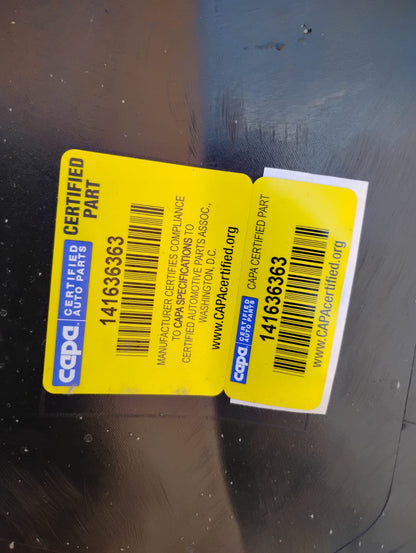 capa CERTIFIED AUTO PARTS
CERTIFIED PART
141636363
MANUFACTURER CERTIFIES COMPLIANCE
TO CAPA SPECIFICATIONS TO
CERTIFIED AUTOMOTIVE PARTS ASSOC.,
WASHINGTON, D.C.
www.CAPAcertified.org
capa CERTIFIED AUTO PARTS
CAPA CERTIFIED PART
141636363
www.CAPAcertified.org